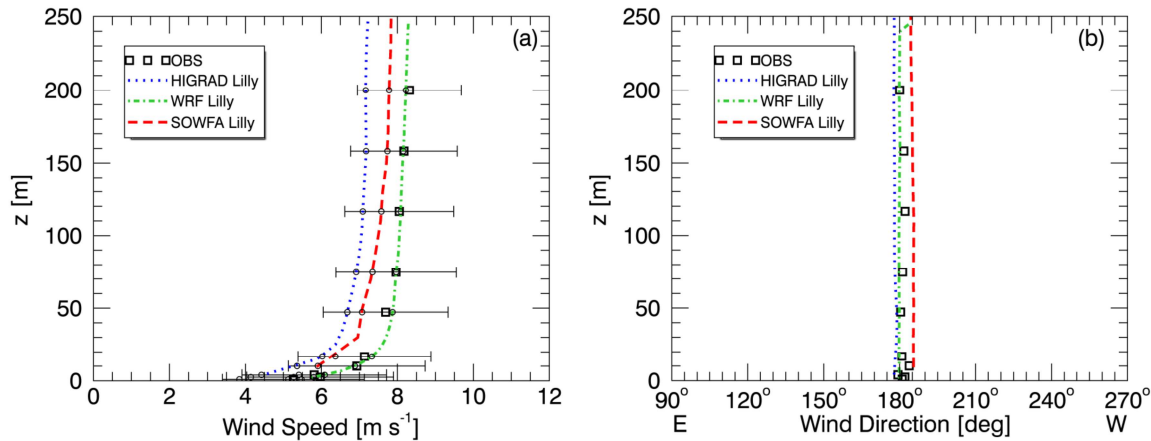 (a)
250
200
150
100
50
0
z [m]
OBS
HIGRAD Lilly
WRF Lilly
SOWFA Lilly
0 2 4 6 8 10 12
Wind Speed [m s⁻¹]
(b)
250
200
150
100
50
0
z [m]
OBS
HIGRAD Lilly
WRF Lilly
SOWFA Lilly
90° 120° 150° 180° 210° 240° 270°
E Wind Direction [deg] W